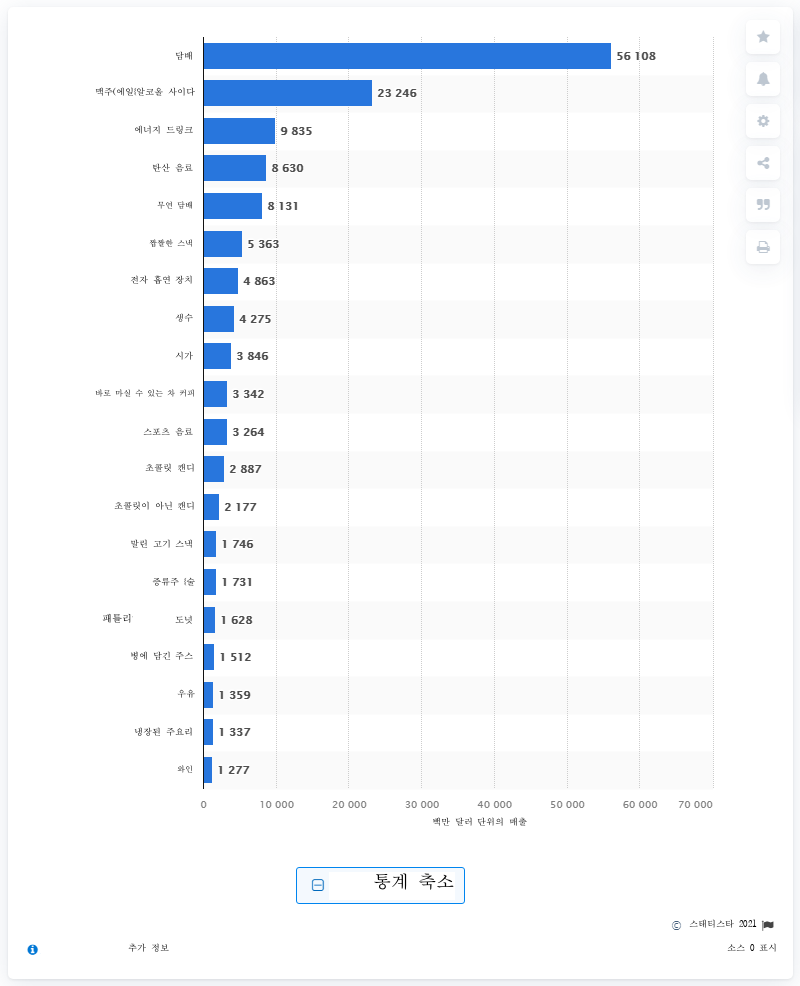 담배 56 108
맥주(에일|알코올 사이다 23 246
에너지 드링크 9 835
탄산 음료 8 630
무연 담배 8 131
짭짤한 스낵 5 363
전자 흡연 장치 4 863
생수 4 275
시가 3 846
바로 마실 수 있는 차 커피 3 342
스포츠 음료 3 264
초콜릿 캔디 2 887
초콜릿이 아닌 캔디 2 177
말린 고기 스낵 1 746
증류주 |술 1 731
패틀리 도넛 1 628
병에 담긴 주스 1 512
우유 1 359
냉장된 주요리 1 337
와인 1 277
0 10 000 20 000 30 000 40 000 50 000 60 000 70 000
백만 달러 단위의 매출
통계 축소
© 스태티스타 2021
추가 정보 소스 0 표시